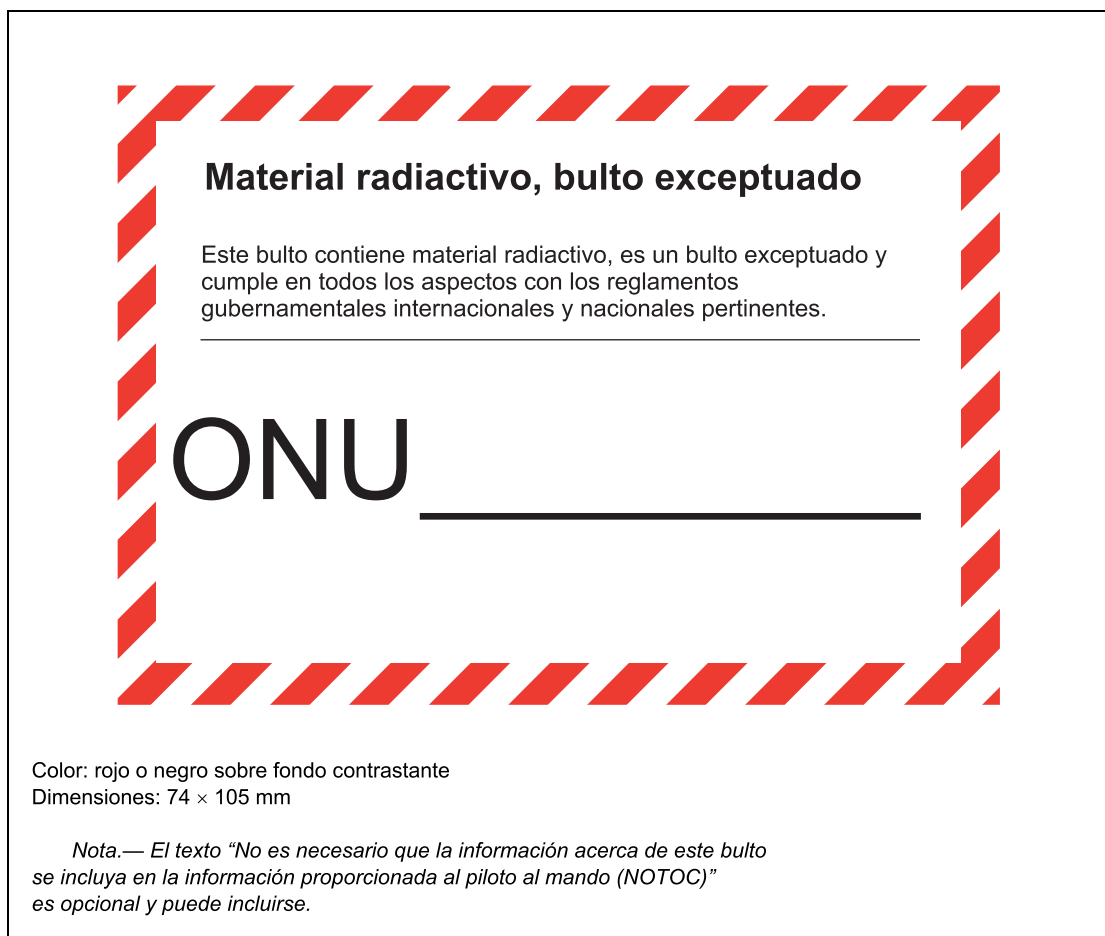 Material radiactivo, bulto exceptuado
Este bulto contiene material radiactivo, es un bulto exceptuado y
cumple en todos los aspectos con los reglamentos
gubernamentales internacionales y nacionales pertinentes.
ONU
Color: rojo o negro sobre fondo contrastante
Dimensiones: 74 × 105 mm
Nota.— El texto “No es necesario que la información acerca de este bulto
se incluya en la información proporcionada al piloto al mando (NOTOC)”
es opcional y puede incluirse.